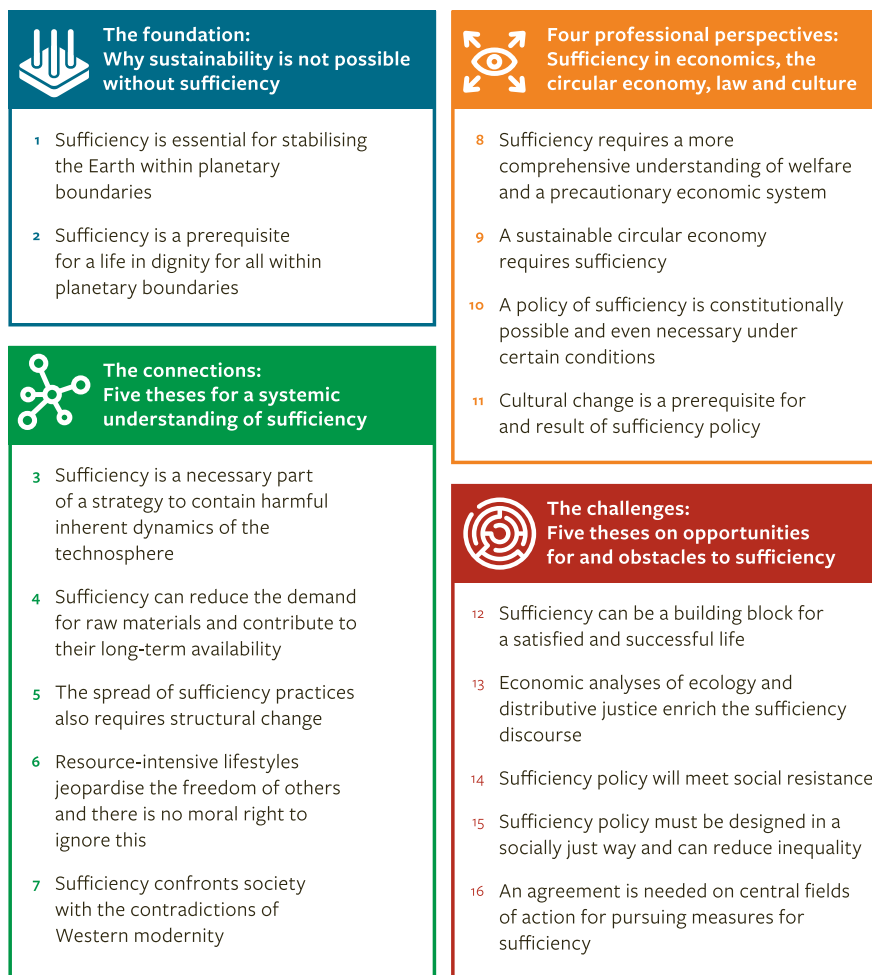 The foundation:
Why sustainability is not possible
without sufficiency
1 Sufficiency is essential for stabilising
the Earth within planetary
boundaries
2 Sufficiency is a prerequisite
for a life in dignity for all within
planetary boundaries
The connections:
Five theses for a systemic
understanding of sufficiency
3 Sufficiency is a necessary part
of a strategy to contain harmful
inherent dynamics of the
technosphere
4 Sufficiency can reduce the demand
for raw materials and contribute to
their long-term availability
5 The spread of sufficiency practices
also requires structural change
6 Resource-intensive lifestyles
jeopardise the freedom of others
and there is no moral right to
ignore this
7 Sufficiency confronts society
with the contradictions of
Western modernity
Four professional perspectives:
Sufficiency in economics, the
circular economy, law and culture
8 Sufficiency requires a more
comprehensive understanding of welfare
and a precautionary economic system
9 A sustainable circular economy
requires sufficiency
10 A policy of sufficiency is constitutionally
possible and even necessary under
certain conditions
11 Cultural change is a prerequisite for
and result of sufficiency policy
The challenges:
Five theses on opportunities
for and obstacles to sufficiency
12 Sufficiency can be a building block for
a satisfied and successful life
13 Economic analyses of ecology and
distributive justice enrich the sufficiency
discourse
14 Sufficiency policy will meet social resistance
15 Sufficiency policy must be designed in a
socially just way and can reduce inequality
16 An agreement is needed on central fields
of action for pursuing measures for
sufficiency